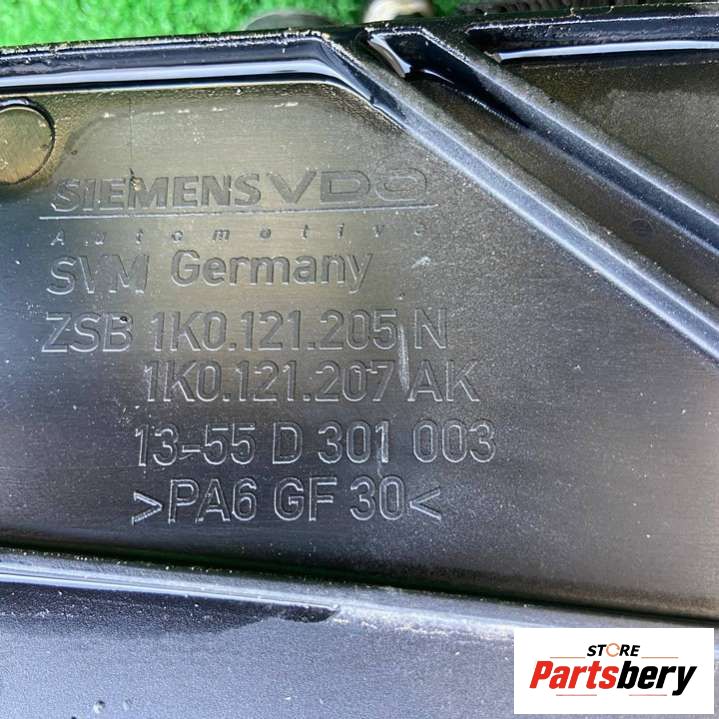 SIEMENS VDO
Automotive
SVM Germany
ZSB 1K0.121.205 N
1K0.121.207 AK
13-55 D 301 003
>PA6 GF 30<
STORE
Partsbery